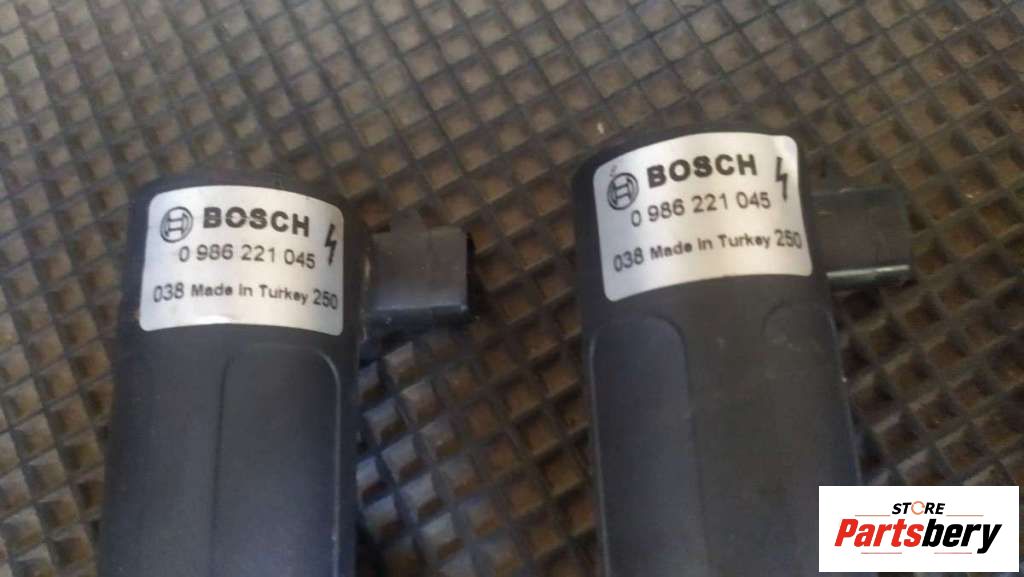 BOSCH
0 986 221 045
038 Made in Turkey 250
BOSCH
0 986 221 045
038 Made in Turkey 250
STORE
Partsbery